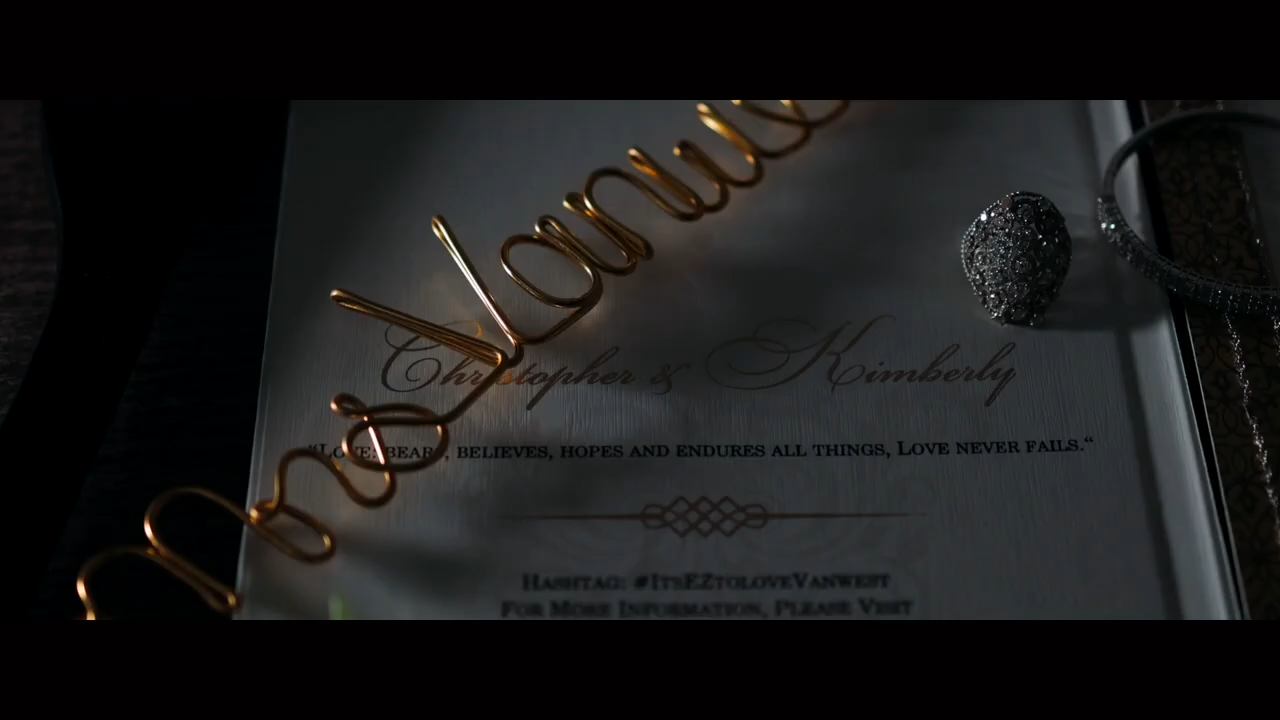 Christopher & Kimberly
"Love: bears, believes, hopes and endures all things, Love never fails."
Hashtag: #ItsEZtoloveVanwest
For More Information, Please Visit